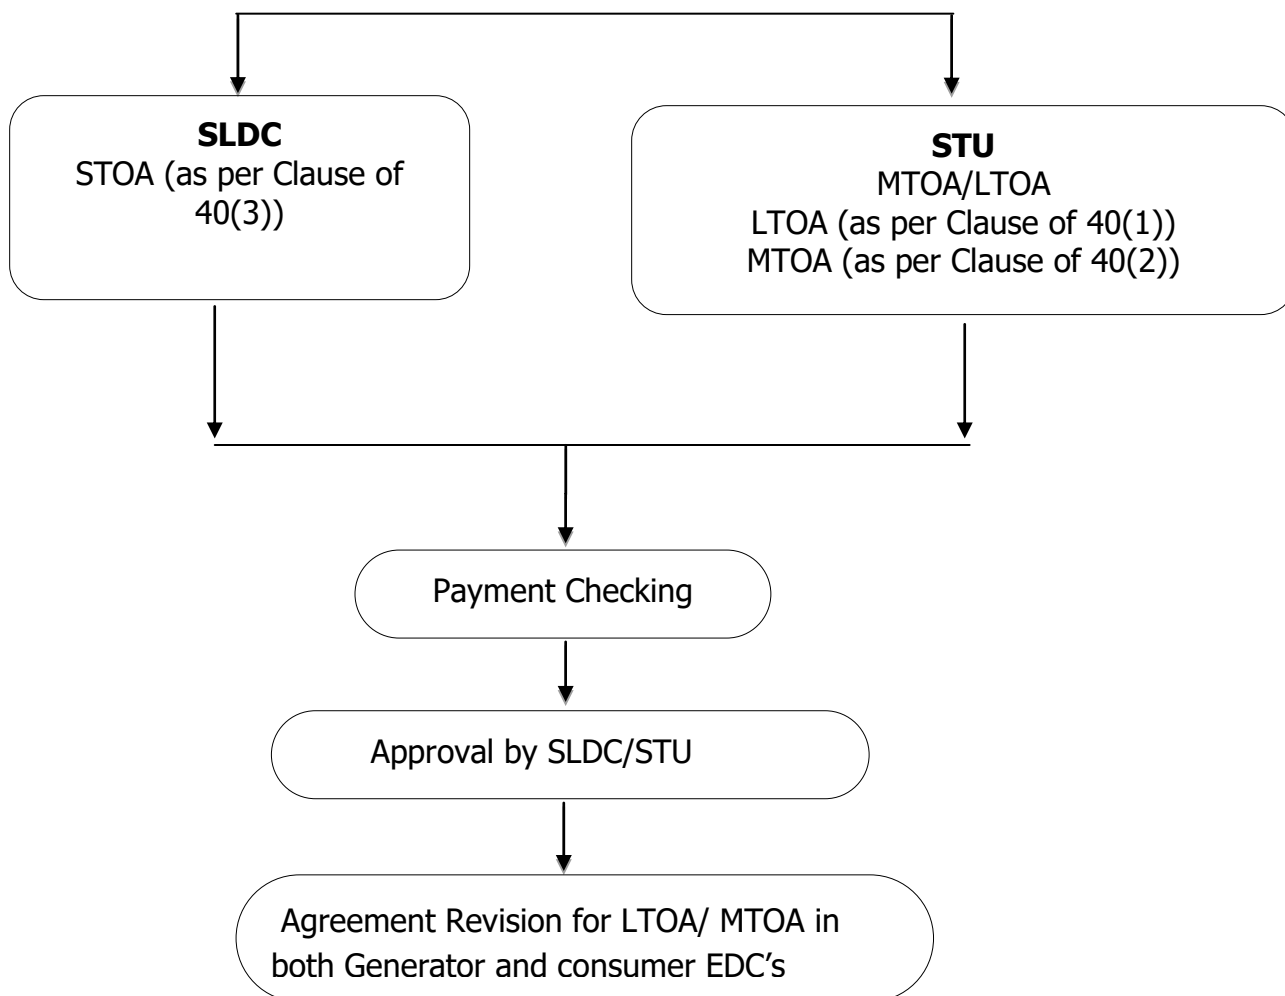 SLDC
STOA (as per Clause of
40(3))
STU
MTOA/LTOA
LTOA (as per Clause of 40(1))
MTOA (as per Clause of 40(2))
Payment Checking
Approval by SLDC/STU
Agreement Revision for LTOA/ MTOA in
both Generator and consumer EDC’s